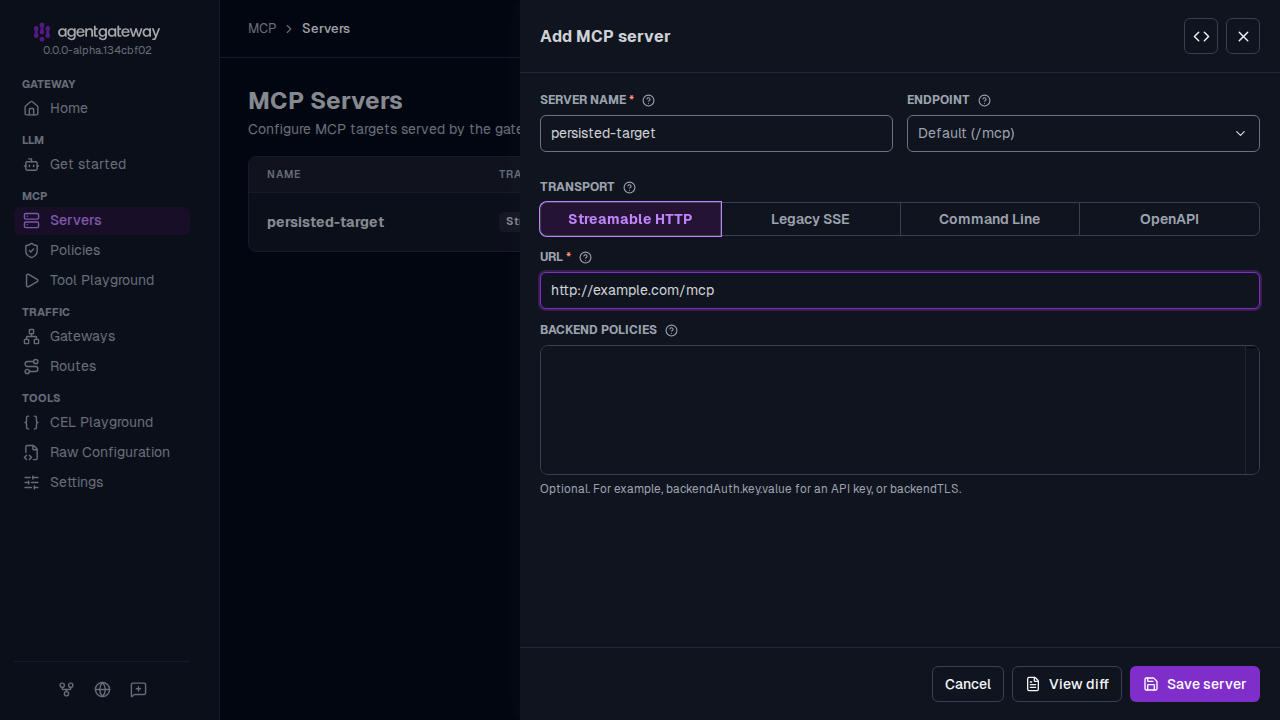 agentgateway
0.0.0-alpha.134cbf02
GATEWAY
Home
LLM
Get started
MCP
Servers
Policies
Tool Playground
TRAFFIC
Gateways
Routes
TOOLS
CEL Playground
Raw Configuration
Settings
MCP > Servers
MCP Servers
Configure MCP targets served by the gate
NAME TRA
persisted-target St
Add MCP server
SERVER NAME * ENDPOINT
persisted-target Default (/mcp)
TRANSPORT
Streamable HTTP Legacy SSE Command Line OpenAPI
URL *
http://example.com/mcp
BACKEND POLICIES
Optional. For example, backendAuth.key.value for an API key, or backendTLS.
Cancel View diff Save server